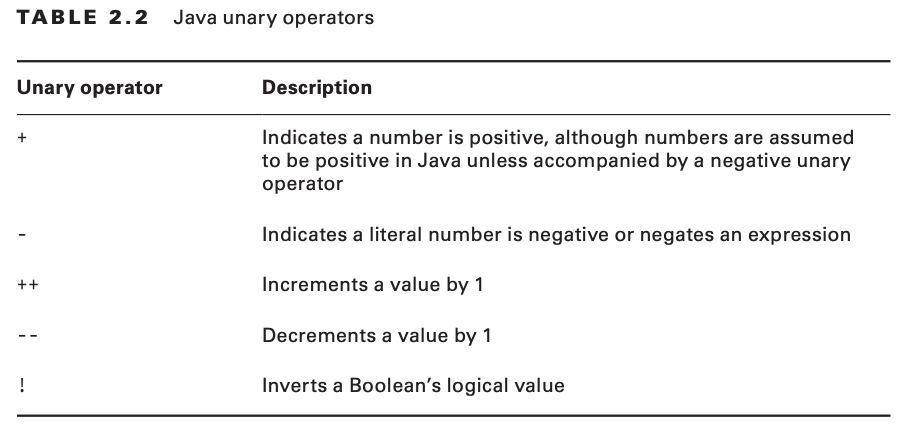 TABLE 2.2 Java unary operators
Unary operator Description
+ Indicates a number is positive, although numbers are assumed
to be positive in Java unless accompanied by a negative unary
operator
- Indicates a literal number is negative or negates an expression
++ Increments a value by 1
-- Decrements a value by 1
! Inverts a Boolean’s logical value